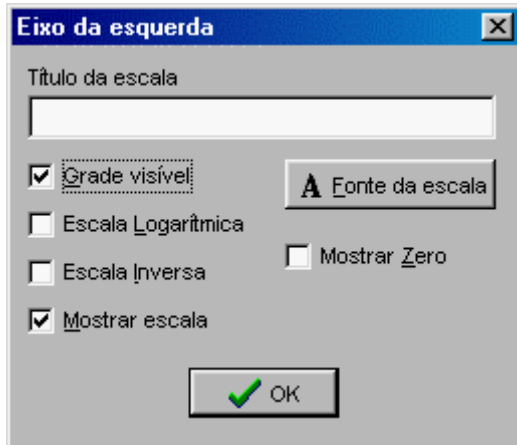 Eixo da esquerda
Título da escala
Grade visível
A Fonte da escala
Escala Logarítmica
Mostrar Zero
Escala Inversa
Mostrar escala
OK